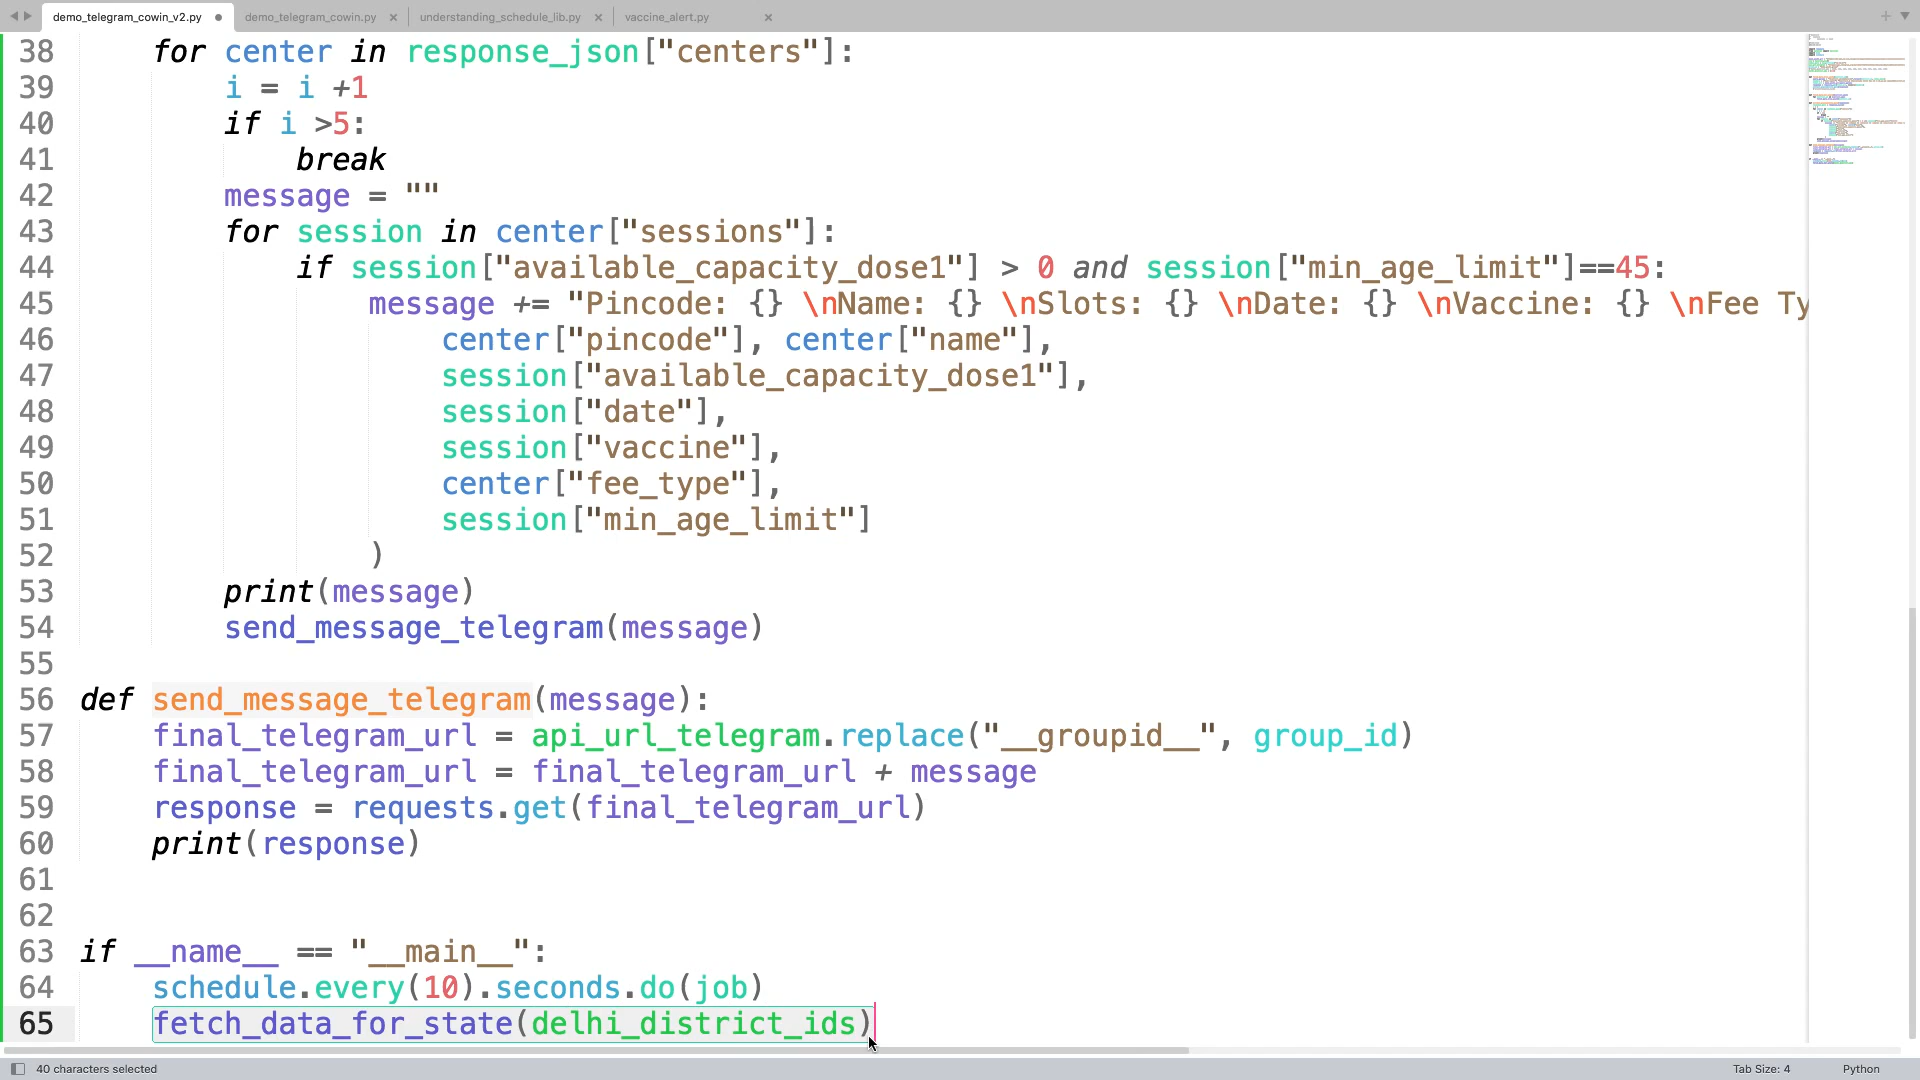 demo_telegram_cowin_v2.py demo_telegram_cowin.py understanding_schedule_lib.py vaccine_alert.py
38 for center in response_json["centers"]:
39 i = i +1
40 if i >5:
41 break
42 message = ""
43 for session in center["sessions"]:
44 if session["available_capacity_dose1"] > 0 and session["min_age_limit"]==45:
45 message += "Pincode: {} \nName: {} \nSlots: {} \nDate: {} \nVaccine: {} \nFee Ty
46 center["pincode"], center["name"],
47 session["available_capacity_dose1"],
48 session["date"],
49 session["vaccine"],
50 center["fee_type"],
51 session["min_age_limit"]
52 )
53 print(message)
54 send_message_telegram(message)
55
56 def send_message_telegram(message):
57 final_telegram_url = api_url_telegram.replace("__groupid__", group_id)
58 final_telegram_url = final_telegram_url + message
59 response = requests.get(final_telegram_url)
60 print(response)
61
62
63 if __name__ == "__main__":
64 schedule.every(10).seconds.do(job)
65 fetch_data_for_state(delhi_district_ids)
40 characters selected Tab Size: 4 Python